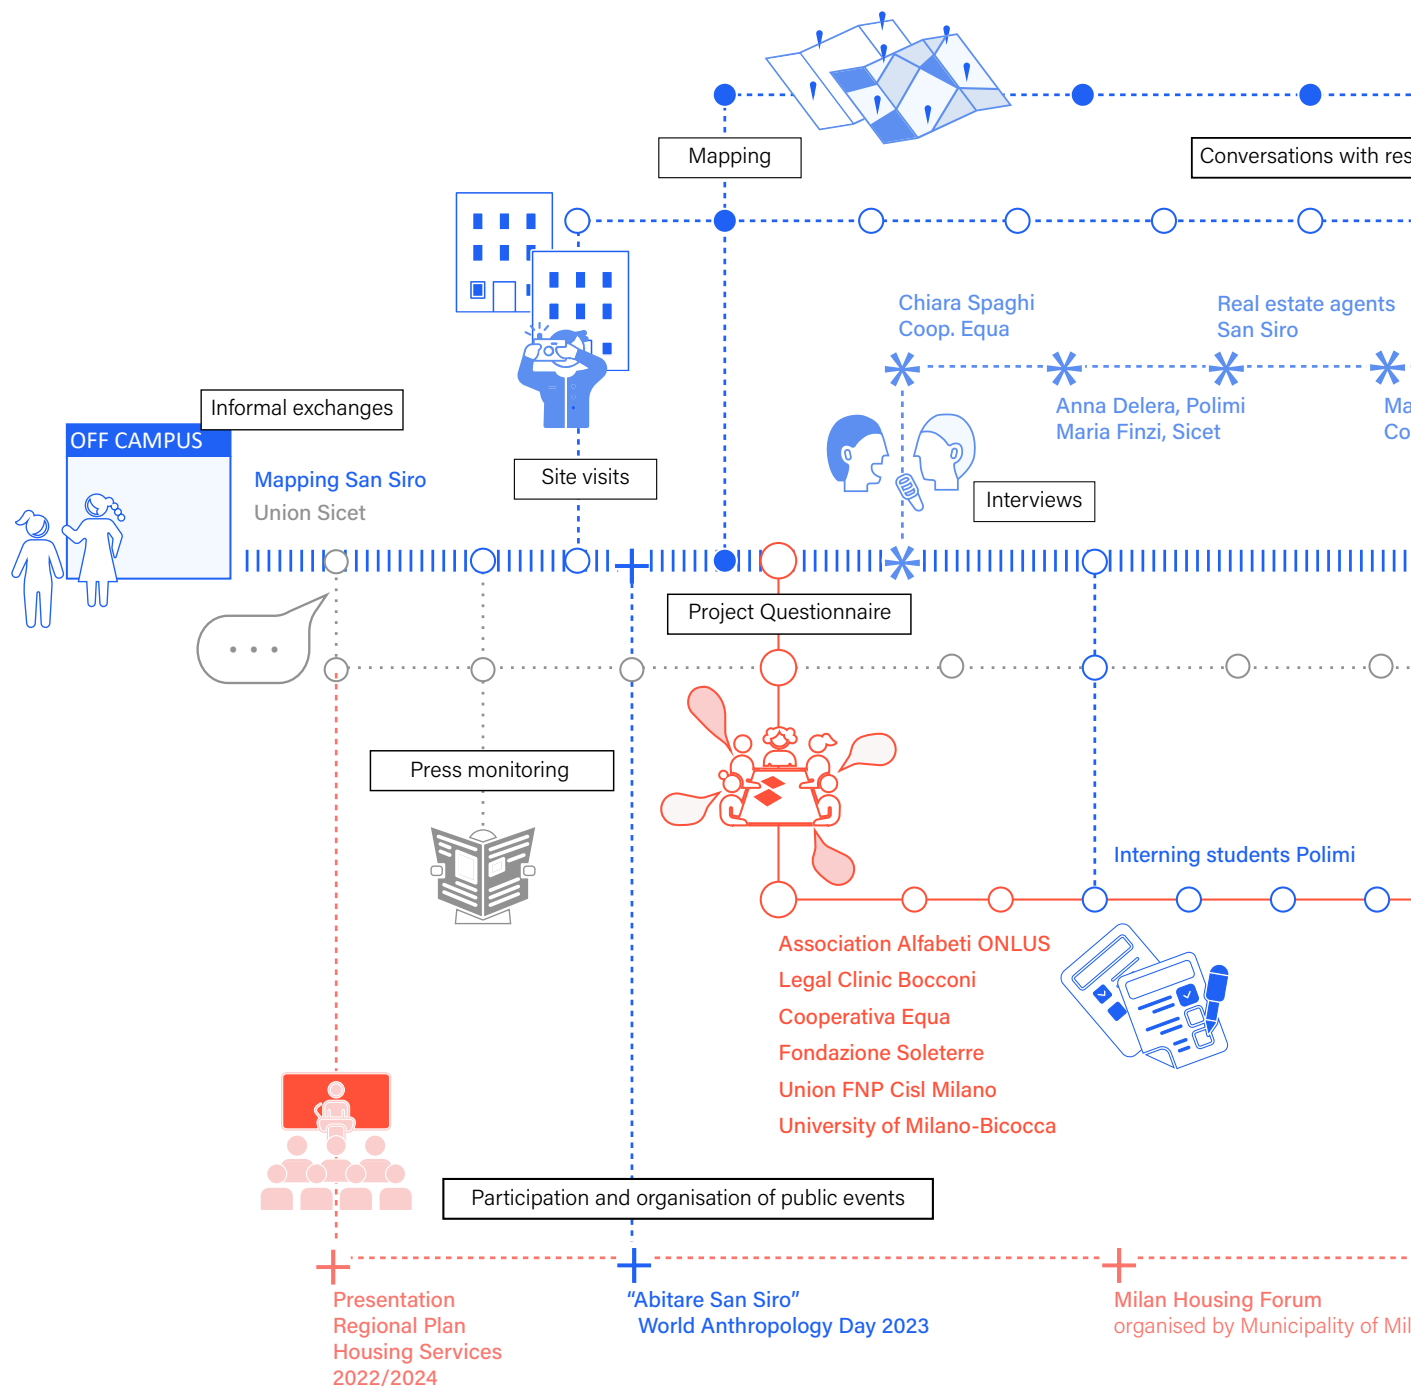 Mapping
Conversations with res
Chiara Spaghi
Coop. Equa
Real estate agents
San Siro
Anna Delera, Polimi
Maria Finzi, Sicet
Ma
Co
Informal exchanges
OFF CAMPUS
Mapping San Siro
Union Sicet
Site visits
Interviews
Project Questionnaire
Press monitoring
Interning students Polimi
Association Alfabeti ONLUS
Legal Clinic Bocconi
Cooperativa Equa
Fondazione Soleterre
Union FNP Cisl Milano
University of Milano-Bicocca
Participation and organisation of public events
Presentation
Regional Plan
Housing Services
2022/2024
“Abitare San Siro”
World Anthropology Day 2023
Milan Housing Forum
organised by Municipality of Mil